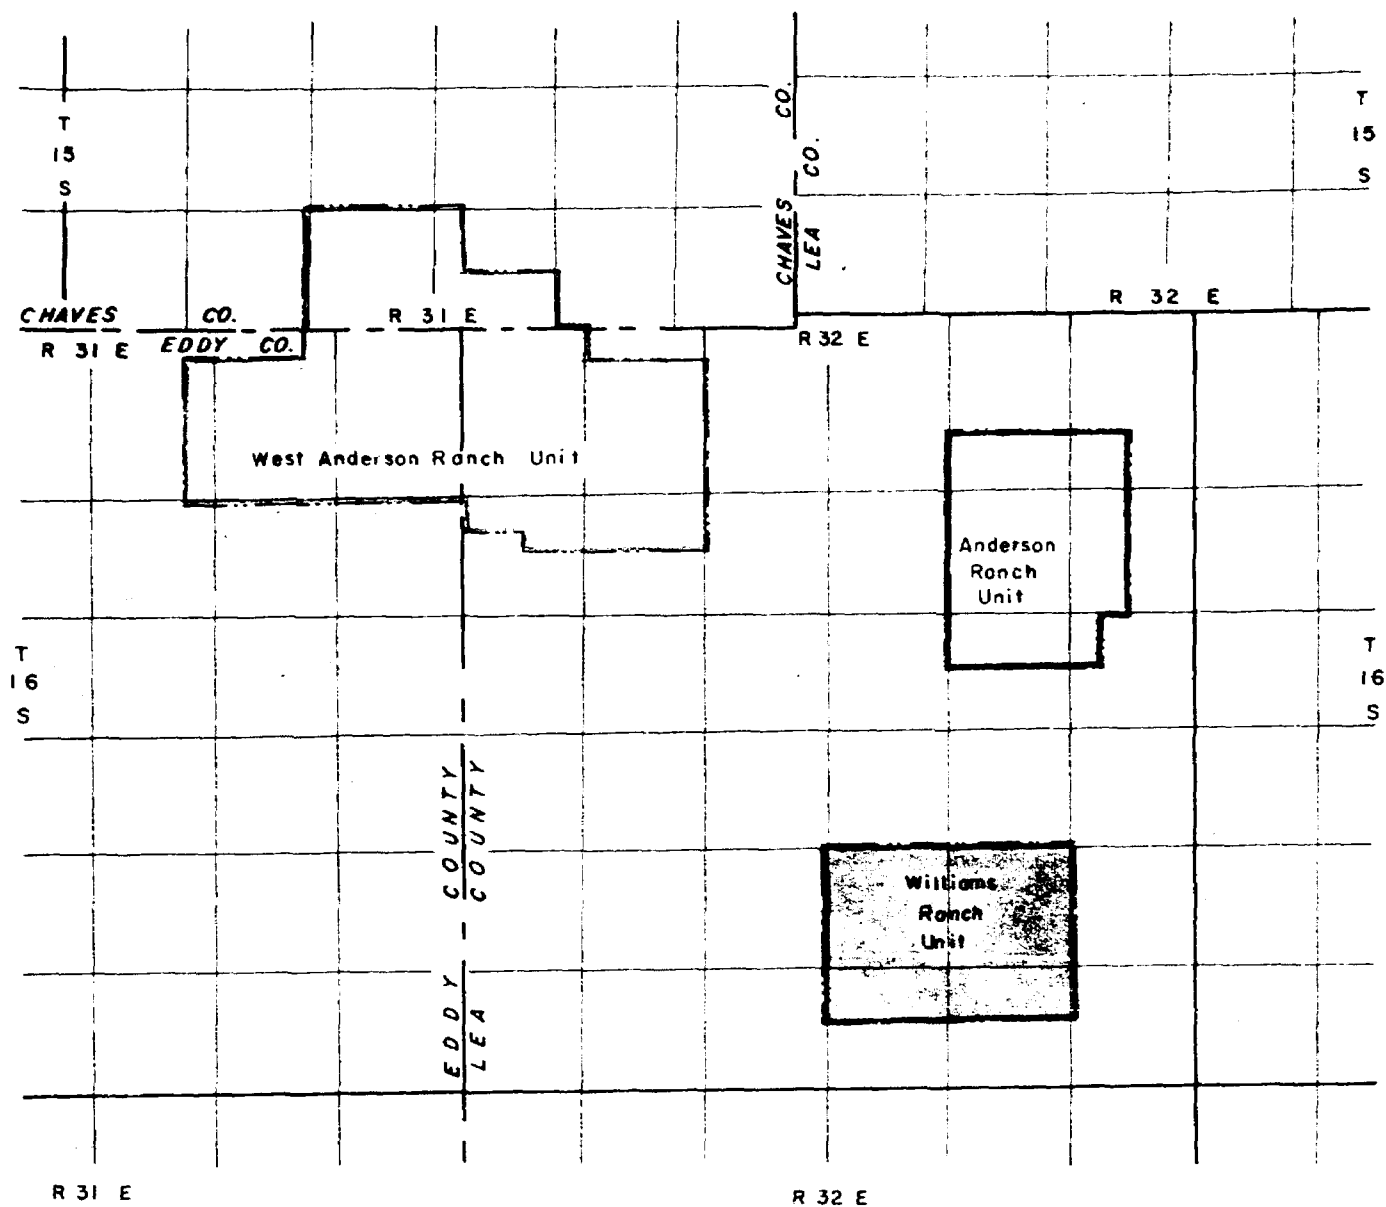 T
15
S
T
15
S
CHAVES CO.
LEA CO.
CHAVES CO.
R 31 E
R 32 E
R 31 E
EDDY CO.
R 32 E
West Anderson Ranch Unit
Anderson
Ranch
Unit
T
16
S
T
16
S
EDDY COUNTY
LEA COUNTY
Williams
Ranch
Unit
R 31 E
R 32 E